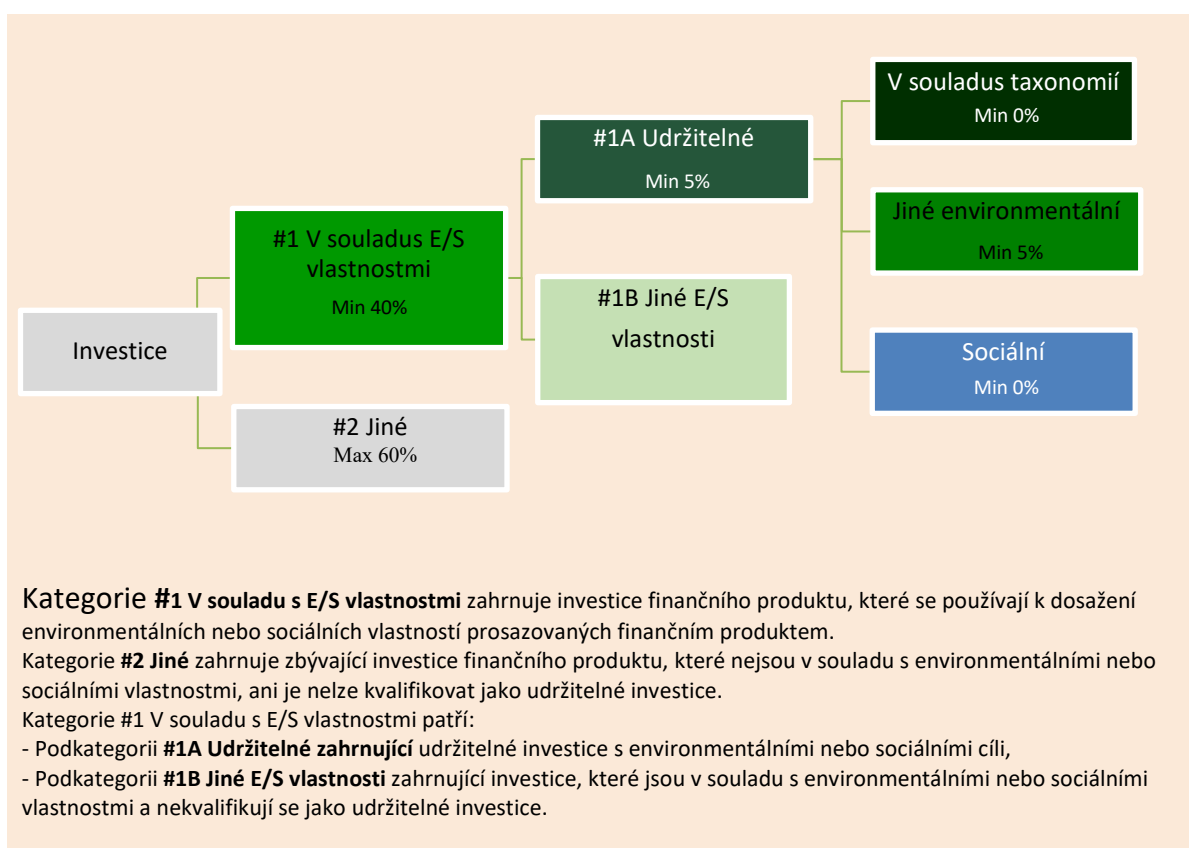 Investice
#1 V souladus E/S
vlastnostmi
Min 40%
#2 Jiné
Max 60%
#1A Udržitelné
Min 5%
#1B Jiné E/S
vlastnosti
V souladus taxonomií
Min 0%
Jiné environmentální
Min 5%
Sociální
Min 0%
Kategorie #1 V souladu s E/S vlastnostmi zahrnuje investice finančního produktu, které se používají k dosažení
environmentálních nebo sociálních vlastností prosazovaných finančním produktem.
Kategorie #2 Jiné zahrnuje zbývající investice finančního produktu, které nejsou v souladu s environmentálními nebo
sociálními vlastnostmi, ani je nelze kvalifikovat jako udržitelné investice.
Kategorie #1 V souladu s E/S vlastnostmi patří:
- Podkategorii #1A Udržitelné zahrnující udržitelné investice s environmentálními nebo sociálními cíli,
- Podkategorii #1B Jiné E/S vlastnosti zahrnující investice, které jsou v souladu s environmentálními nebo sociálními
vlastnostmi a nekvalifikují se jako udržitelné investice.